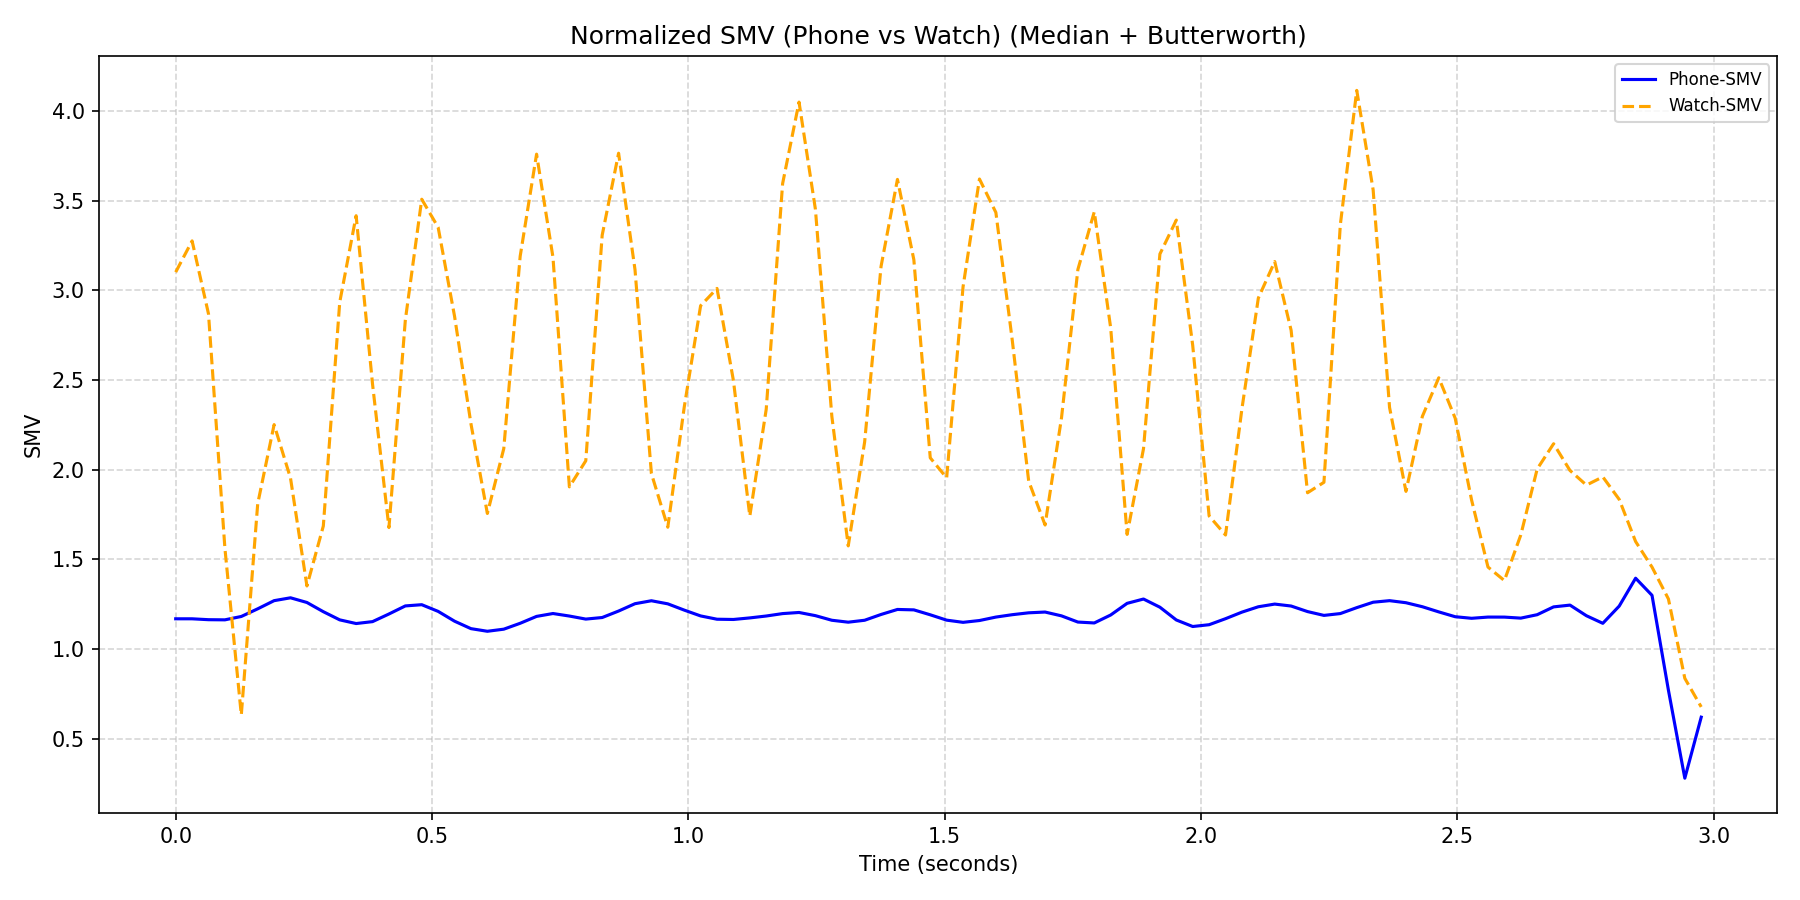 Normalized SMV (Phone vs Watch) (Median + Butterworth)
Phone-SMV
Watch-SMV
4.0
3.5
3.0
2.5
2.0
1.5
1.0
0.5
SMV
0.0 0.5 1.0 1.5 2.0 2.5 3.0
Time (seconds)